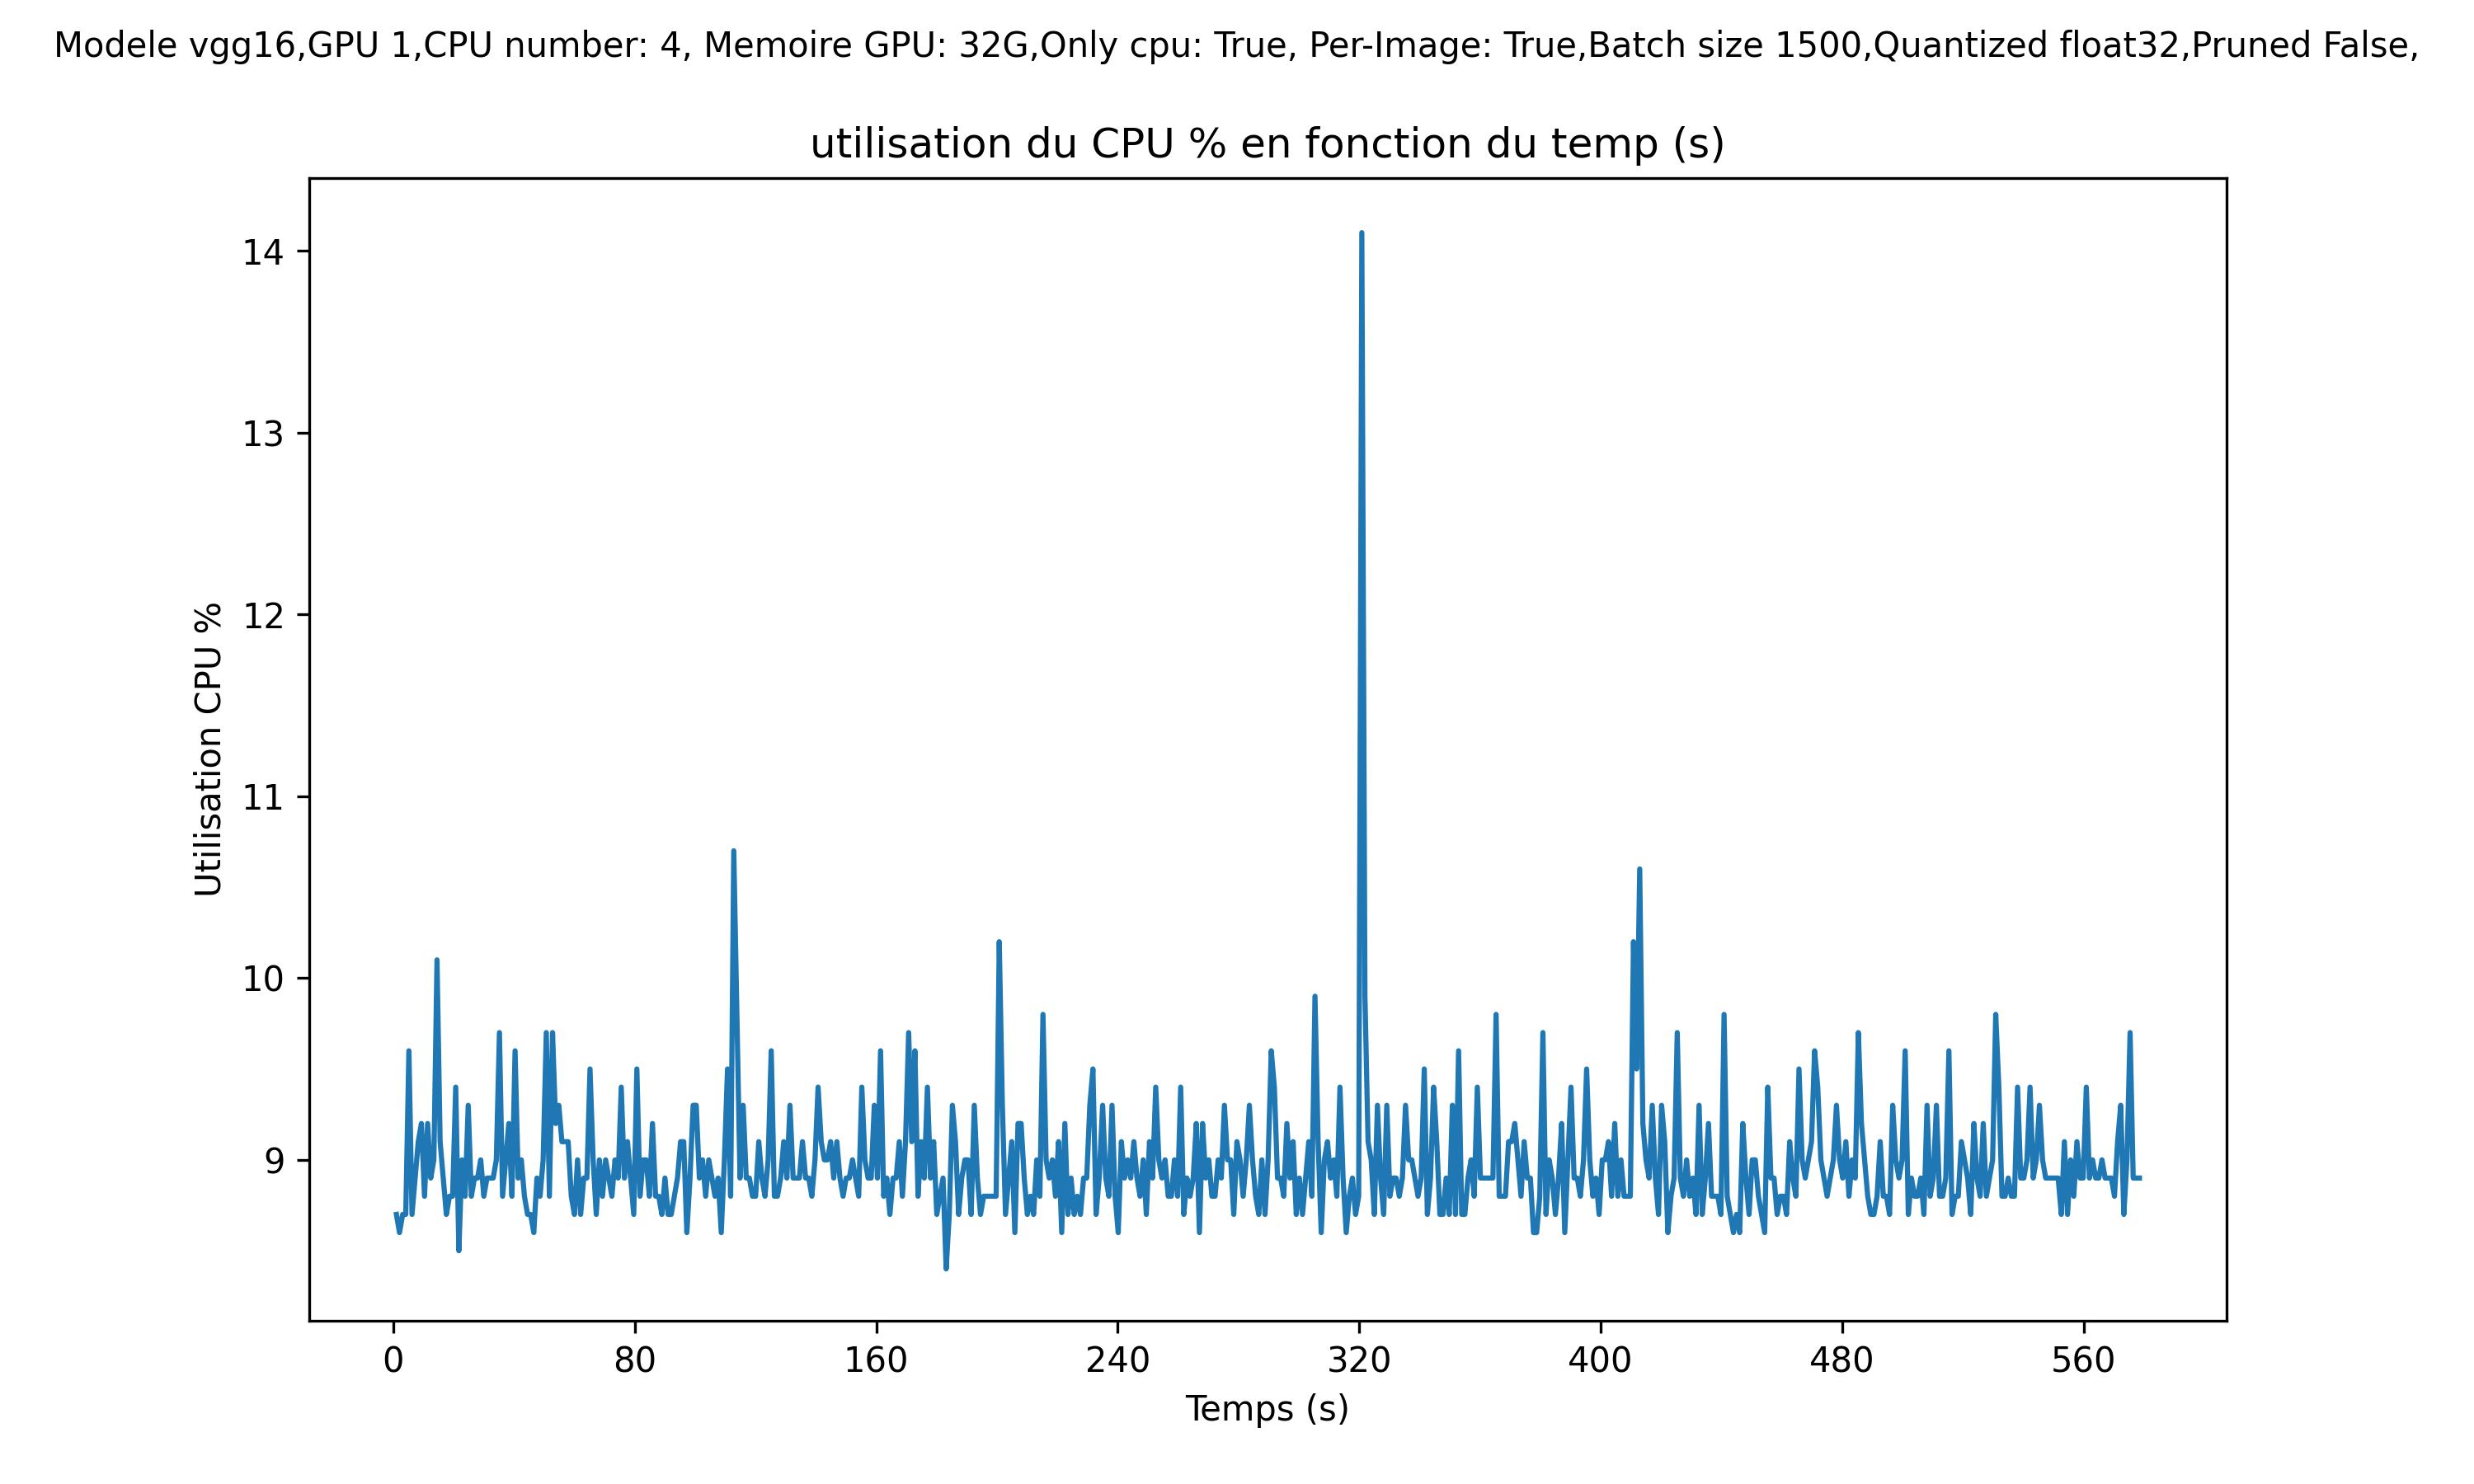 Modele vgg16,GPU 1,CPU number: 4, Memoire GPU: 32G,Only cpu: True, Per-Image: True,Batch size 1500,Quantized float32,Pruned False,
utilisation du CPU % en fonction du temp (s)
Utilisation CPU %
14
13
12
11
10
9
0 80 160 240 320 400 480 560
Temps (s)